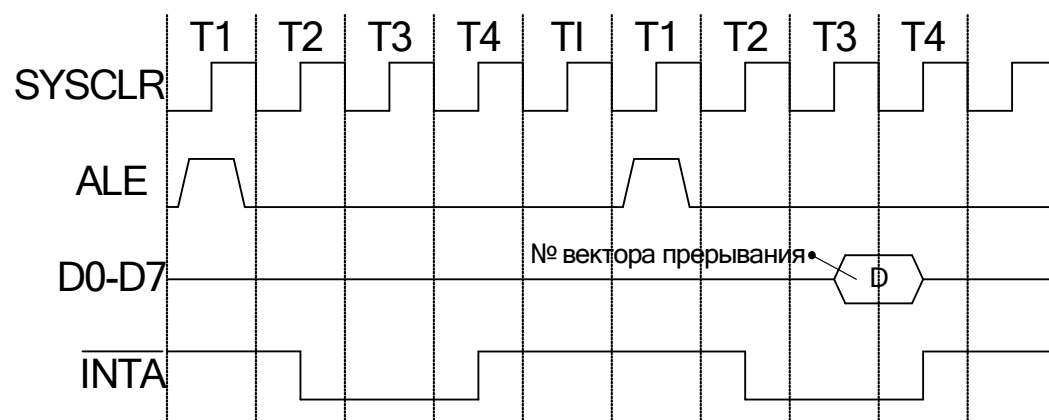 T1 T2 T3 T4 TI T1 T2 T3 T4
SYSCLR
ALE
№ вектора прерывания
D0-D7
D
INTA